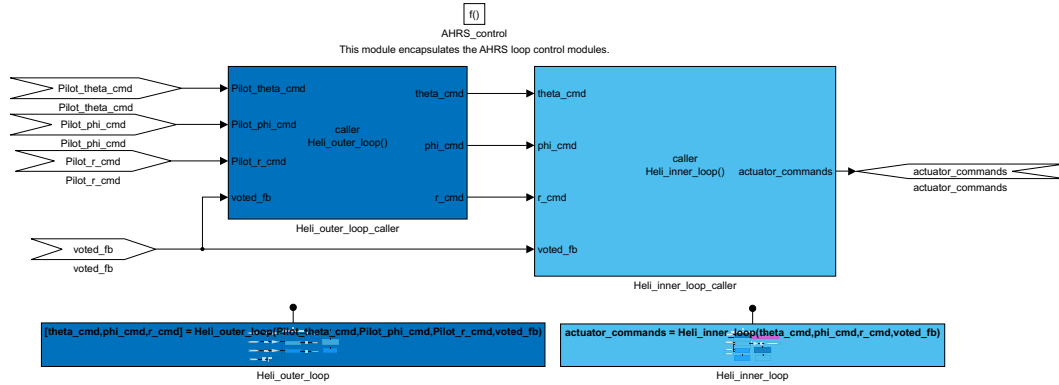 f()
AHRS_control
This module encapsulates the AHRS loop control modules.
Pilot_theta_cmd
Pilot_theta_cmd
Pilot_phi_cmd
Pilot_phi_cmd
Pilot_r_cmd
Pilot_r_cmd
voted_fb
voted_fb
Pilot_theta_cmd
Pilot_phi_cmd
Pilot_r_cmd
voted_fb
caller
Heli_outer_loop()
theta_cmd
phi_cmd
r_cmd
Heli_outer_loop_caller
theta_cmd
phi_cmd
r_cmd
voted_fb
caller
Heli_inner_loop()
actuator_commands
Heli_inner_loop_caller
actuator_commands
actuator_commands
[theta_cmd,phi_cmd,r_cmd] = Heli_outer_loop(Pilot_theta_cmd,Pilot_phi_cmd,Pilot_r_cmd,voted_fb)
Heli_outer_loop
actuator_commands = Heli_inner_loop(theta_cmd,phi_cmd,r_cmd,voted_fb)
Heli_inner_loop